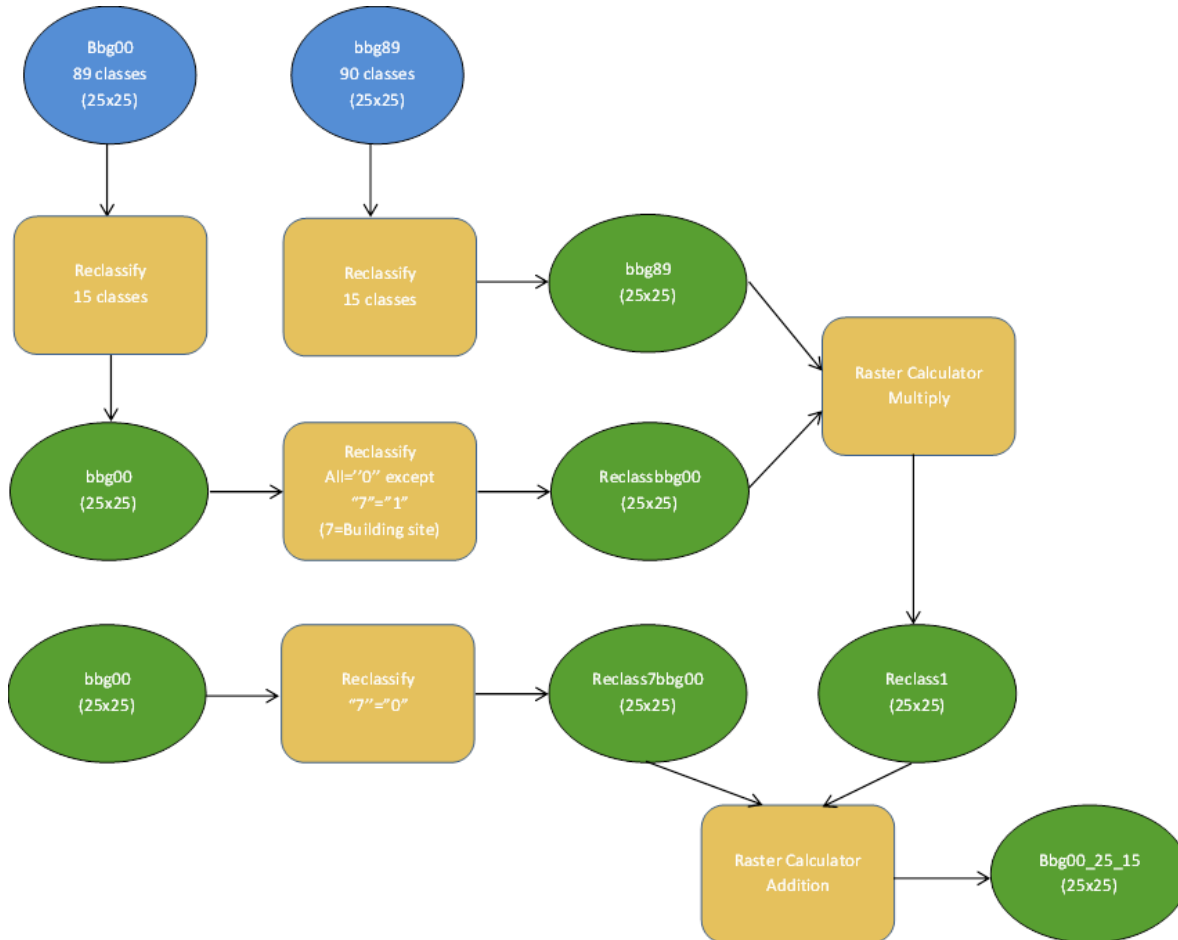 Bbg00
89 classes
(25x25)
bbg89
90 classes
(25x25)
Reclassify
15 classes
Reclassify
15 classes
bbg89
(25x25)
Raster Calculator
Multiply
bbg00
(25x25)
Reclassify
All=''0'' except
“7”=”1”
(7=Building site)
Reclassbbg00
(25x25)
bbg00
(25x25)
Reclassify
“7”=”0”
Reclass7bbg00
(25x25)
Reclass1
(25x25)
Raster Calculator
Addition
Bbg00_25_15
(25x25)